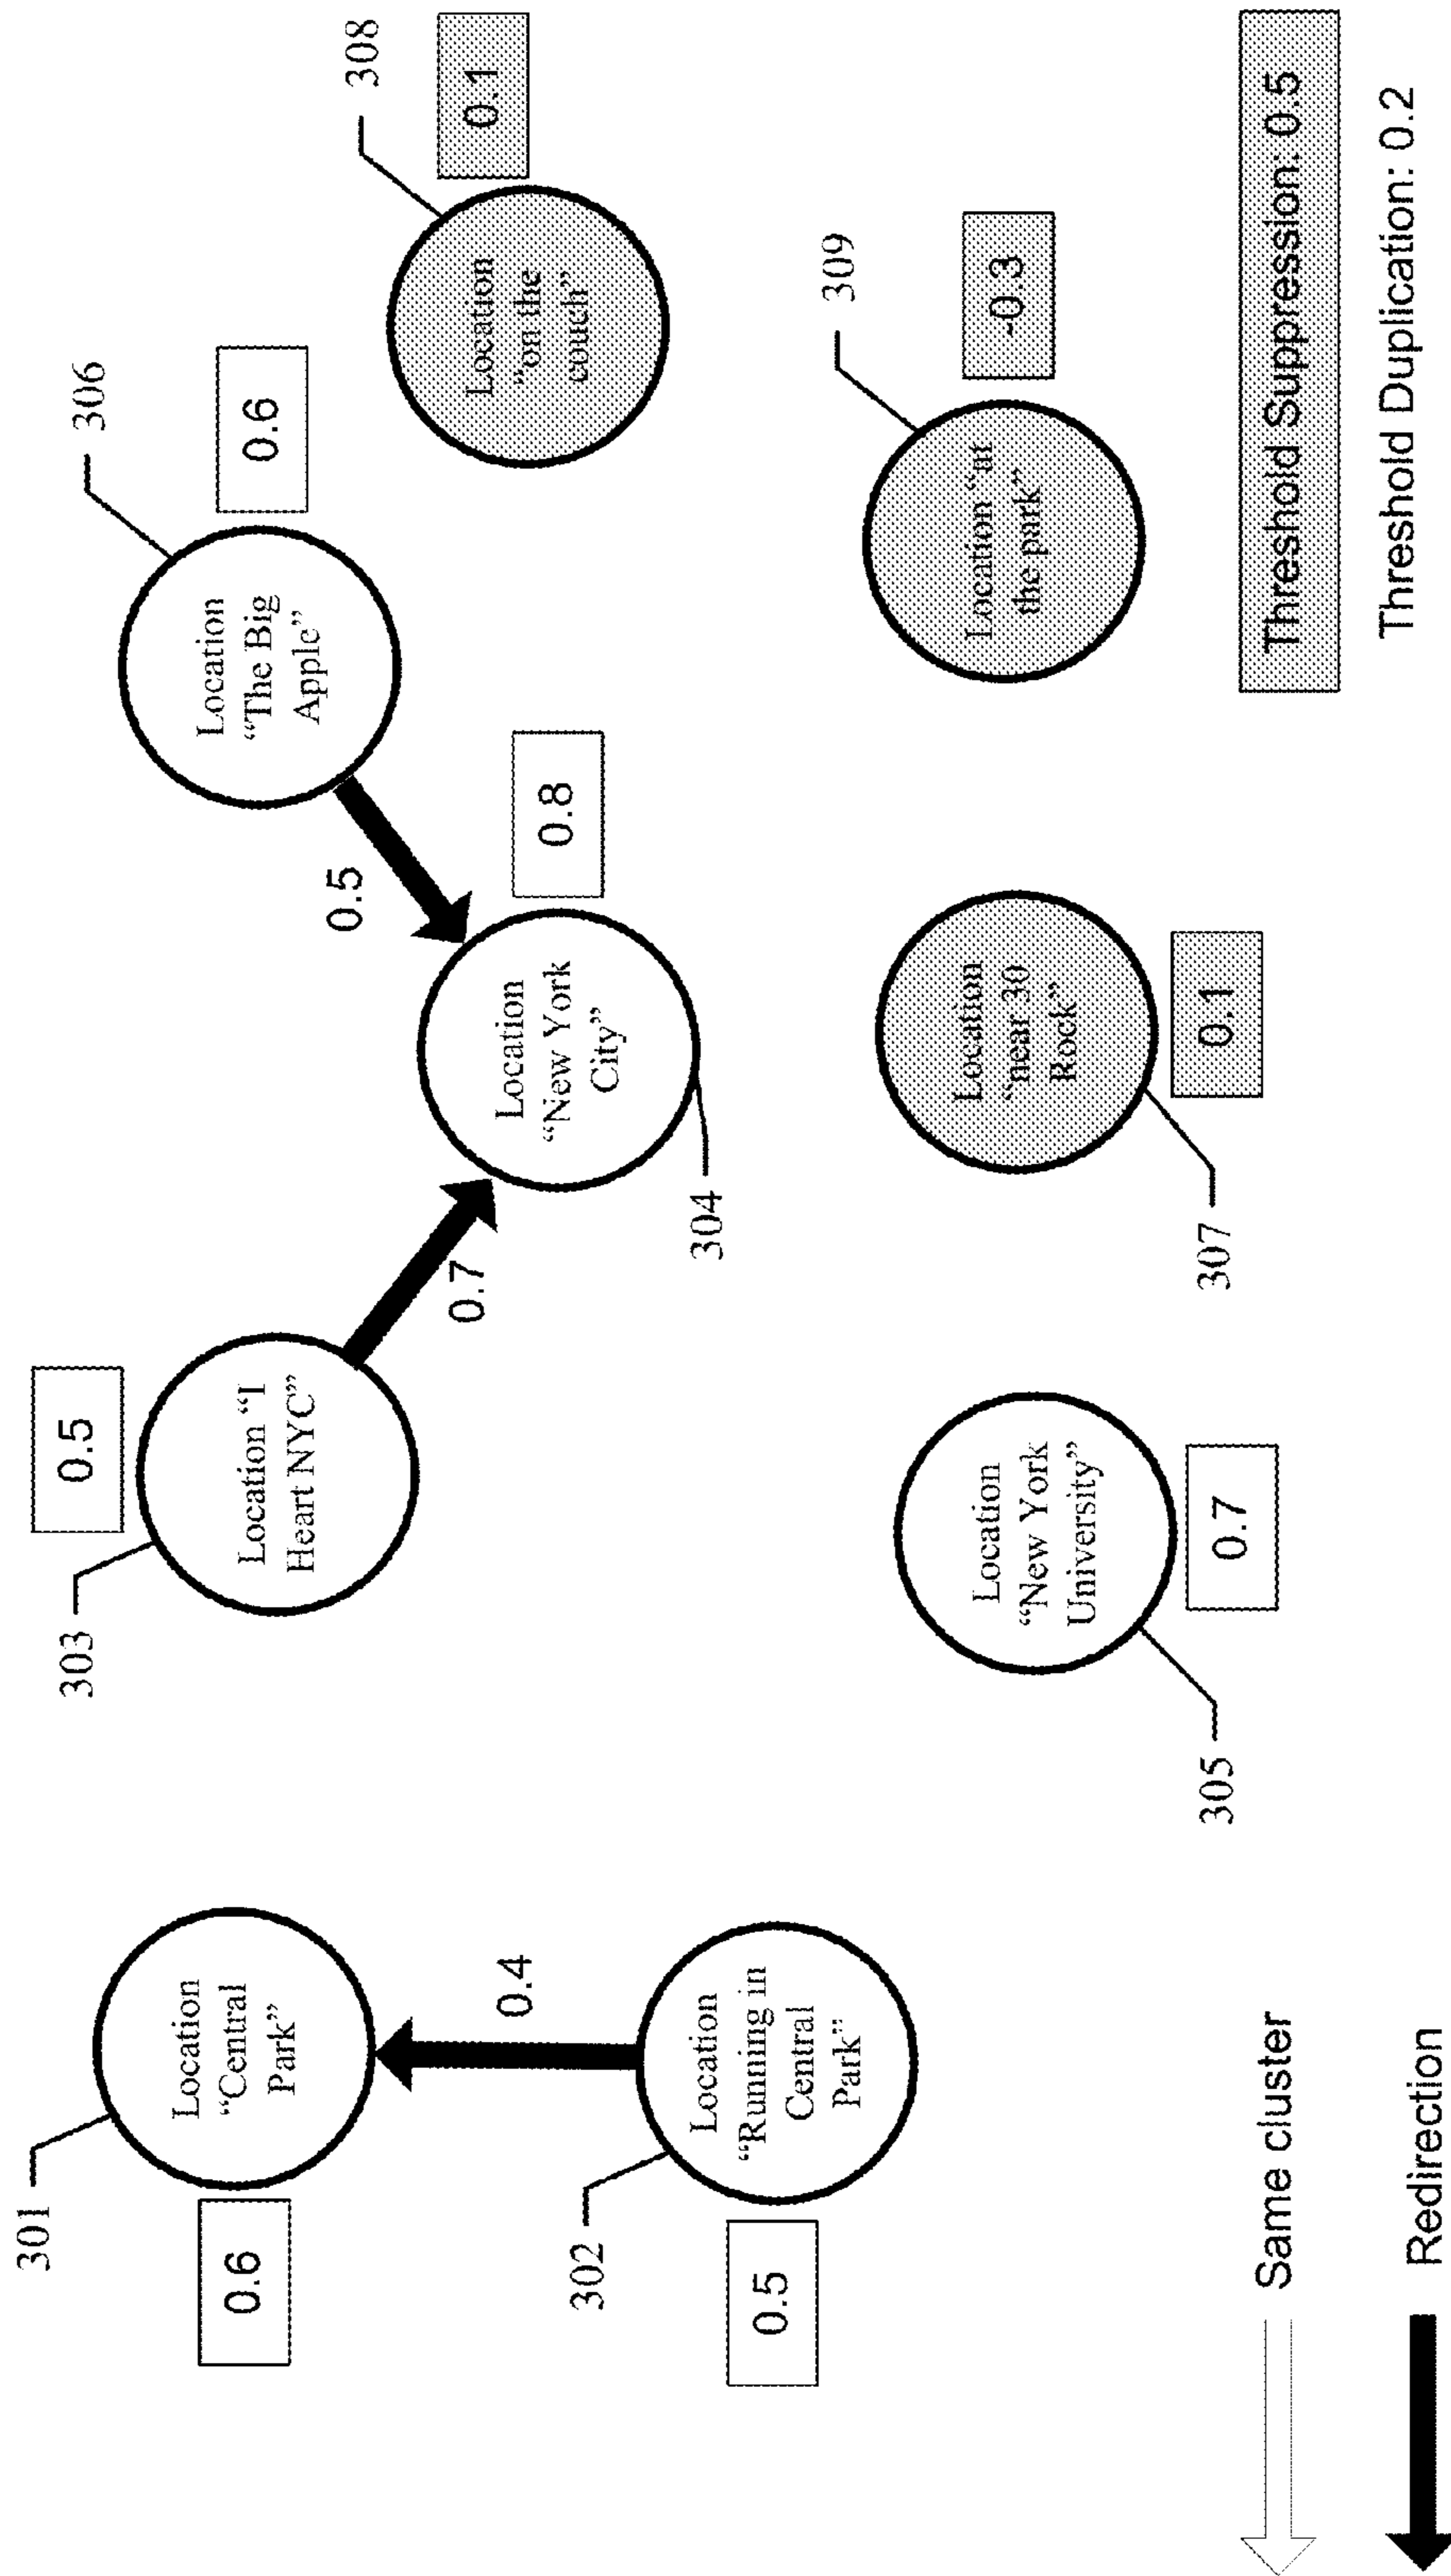 301
Location
“Central
Park”
0.6
0.4
302
Location
“Running in
Central
Park”
0.5
303
0.5
Location “I
Heart NYC”
0.7
304
Location
“New York
City”
0.8
0.5
306
Location
“The Big
Apple”
0.6
308
Location
“on the
couch”
0.1
305
Location
“New York
University”
0.7
307
Location
“near 30
Rock”
0.1
309
Location “at
the park”
-0.3
Same cluster
Redirection
Threshold Suppression: 0.5
Threshold Duplication: 0.2